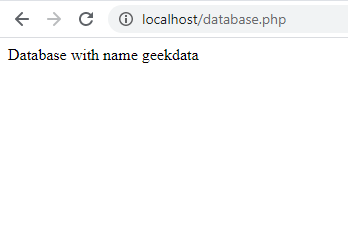 localhost/database.php
Database with name geekdata